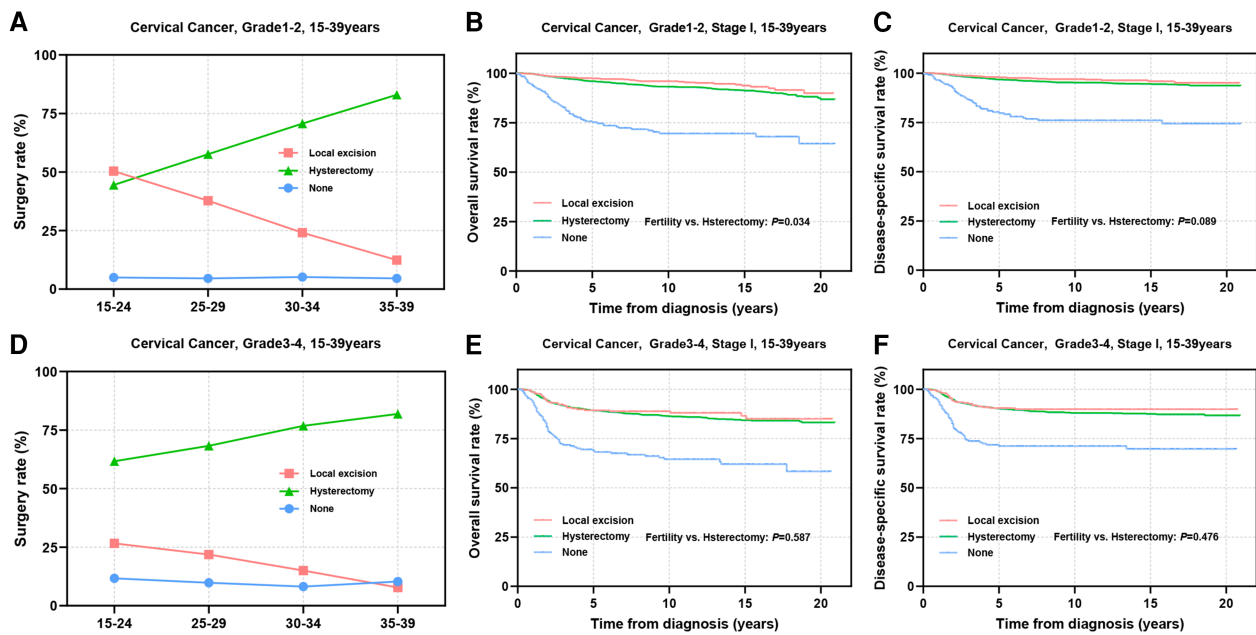 A
Cervical Cancer, Grade1-2, 15-39years
Surgery rate (%)
100
75
50
25
0
Local excision
Hysterectomy
None
15-24
25-29
30-34
35-39
B
Cervical Cancer, Grade1-2, Stage I, 15-39years
Overall survival rate (%)
100
75
50
25
0
Local excision
Hysterectomy Fertility vs. Hsterectomy: P=0.034
None
0 5 10 15 20
Time from diagnosis (years)
C
Cervical Cancer, Grade1-2, Stage I, 15-39years
Disease-specific survival rate (%)
100
75
50
25
0
Local excision
Hysterectomy Fertility vs. Hsterectomy: P=0.089
None
0 5 10 15 20
Time from diagnosis (years)
D
Cervical Cancer, Grade3-4, 15-39years
Surgery rate (%)
100
75
50
25
0
Local excision
Hysterectomy
None
15-24
25-29
30-34
35-39
E
Cervical Cancer, Grade3-4, Stage I, 15-39years
Overall survival rate (%)
100
75
50
25
0
Local excision
Hysterectomy Fertility vs. Hsterectomy: P=0.587
None
0 5 10 15 20
Time from diagnosis (years)
F
Cervical Cancer, Grade3-4, Stage I, 15-39years
Disease-specific survival rate (%)
100
75
50
25
0
Local excision
Hysterectomy Fertility vs. Hsterectomy: P=0.476
None
0 5 10 15 20
Time from diagnosis (years)